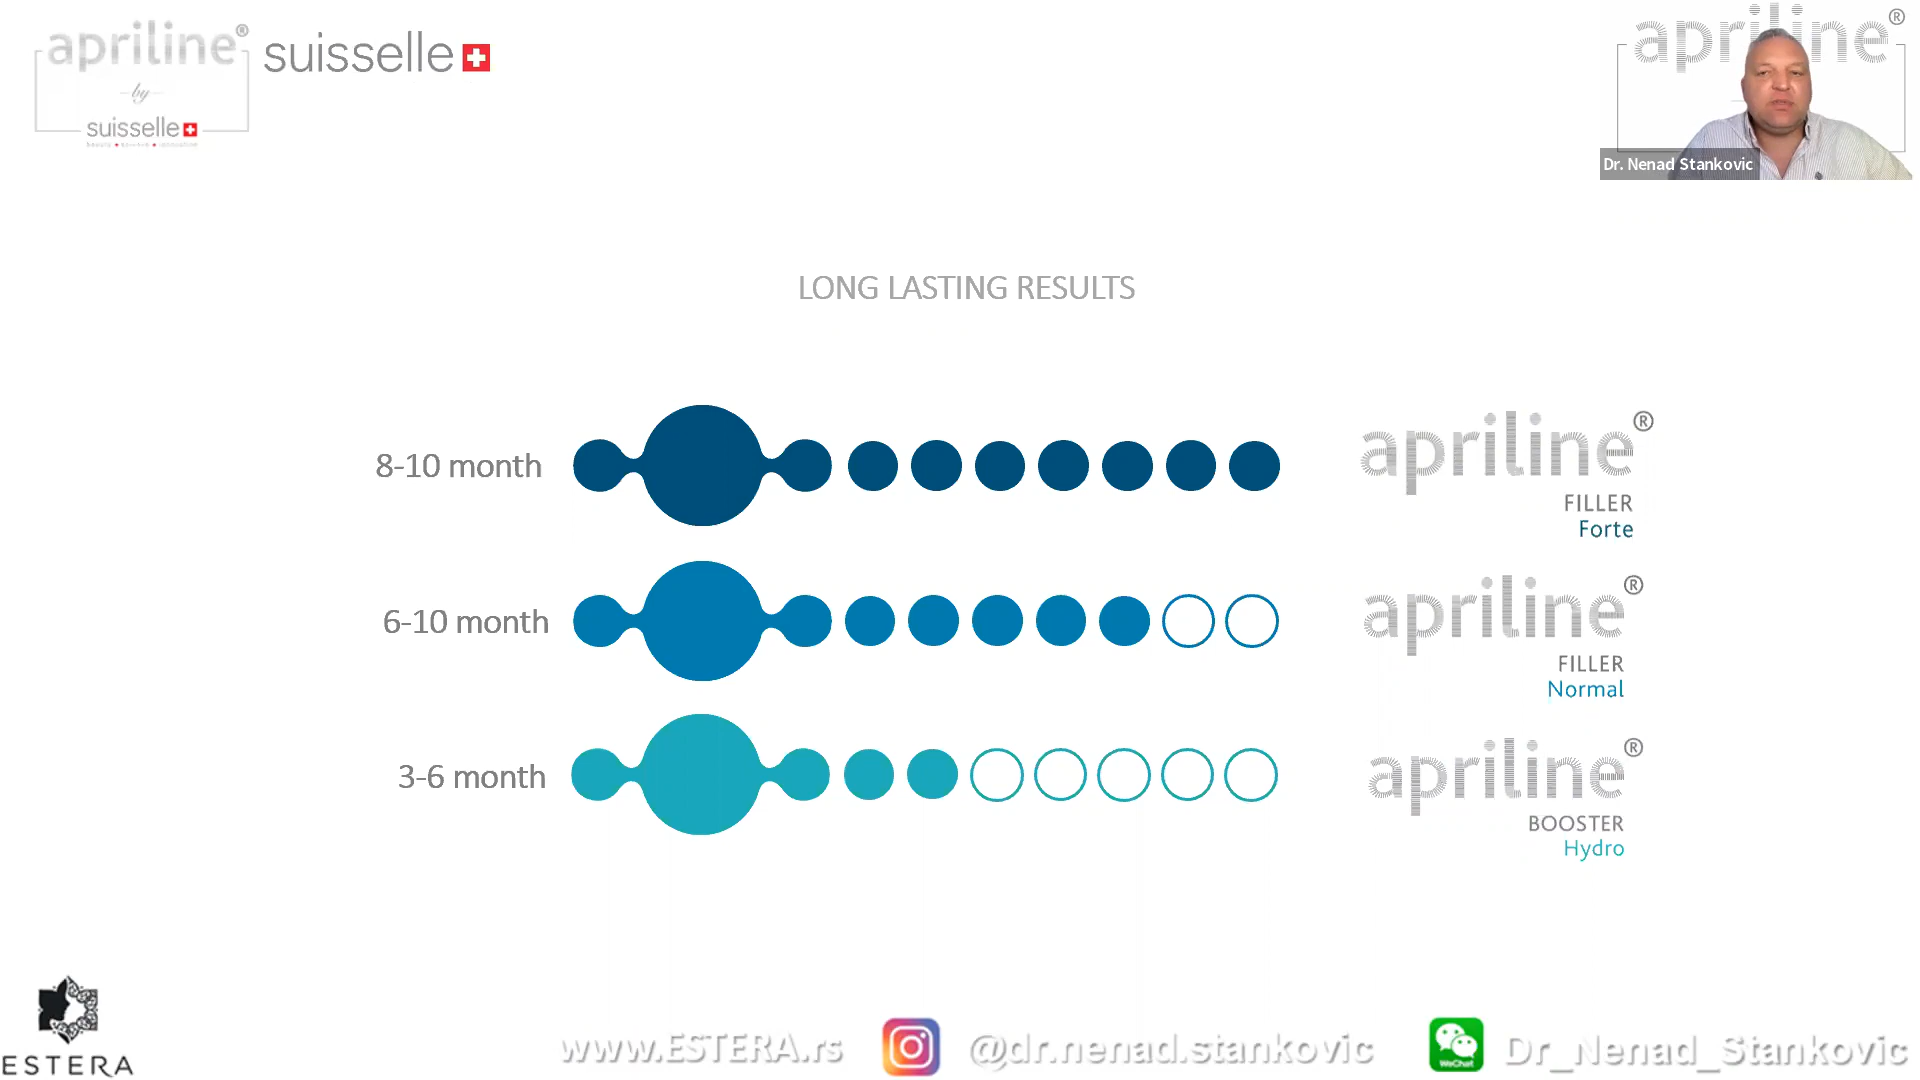 apriline®
by
suisselle
suisselle
apriline®
Dr. Nenad Stankovic
LONG LASTING RESULTS
8-10 month
apriline®
FILLER
Forte
6-10 month
apriline®
FILLER
Normal
3-6 month
apriline®
BOOSTER
Hydro
ESTERA
www.ESTERA.rs
@dr.nenad.stankovic
WeChat
Dr_Nenad_Stankovic